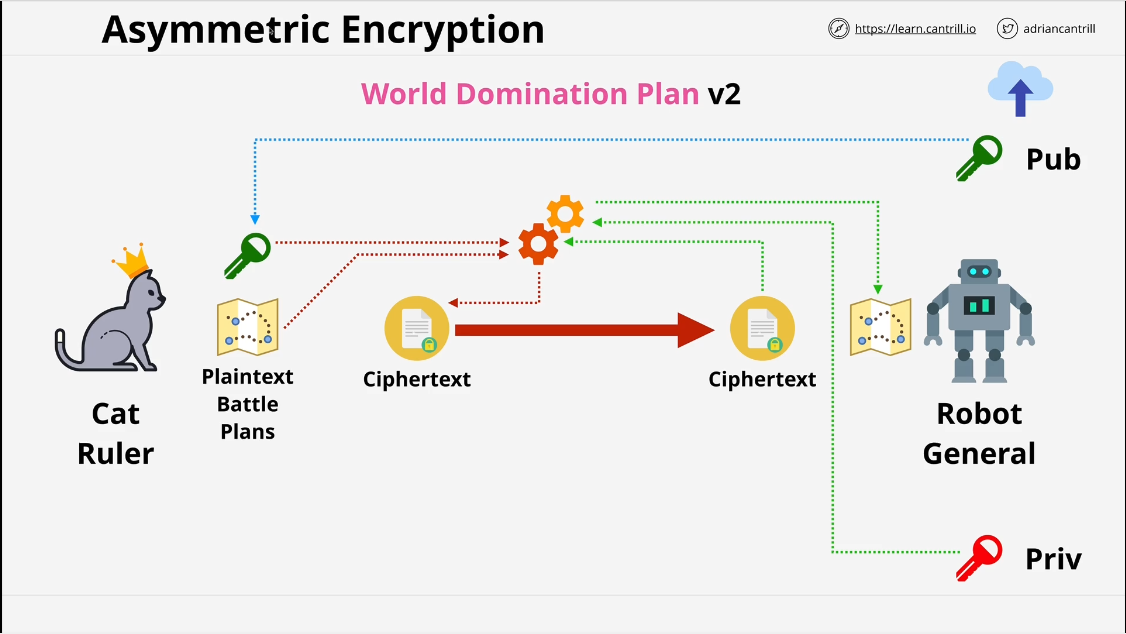 Asymmetric Encryption
https://learn.cantrill.io
adriancantrill
World Domination Plan v2
Pub
Plaintext
Battle
Plans
Ciphertext
Ciphertext
Cat
Ruler
Robot
General
Priv